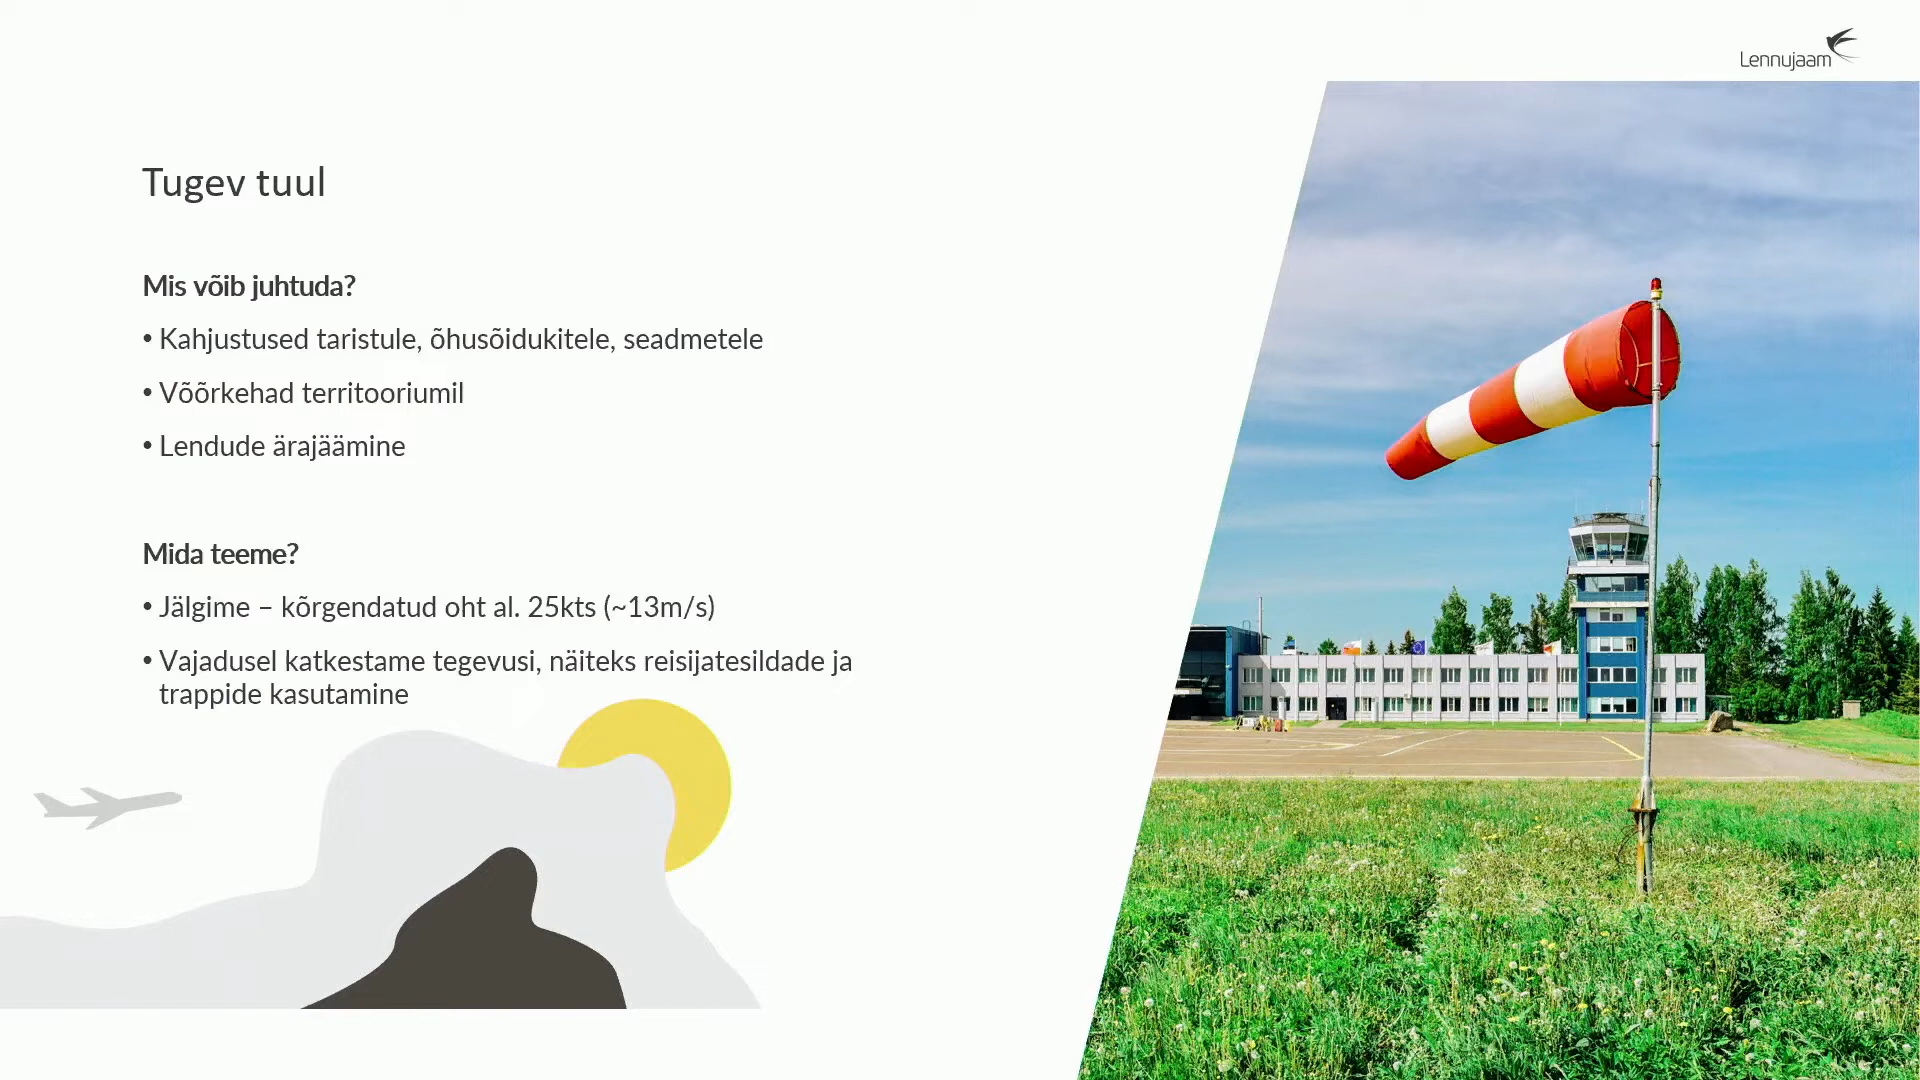 Lennujaam
Tugev tuul
Mis võib juhtuda?
• Kahjustused taristule, õhusõidukitele, seadmetele
• Võõrkehad territooriumil
• Lendude ärajäämine
Mida teeme?
• Jälgime – kõrgendatud oht al. 25kts (~13m/s)
• Vajadusel katkestame tegevusi, näiteks reisijatesildade ja
trappide kasutamine